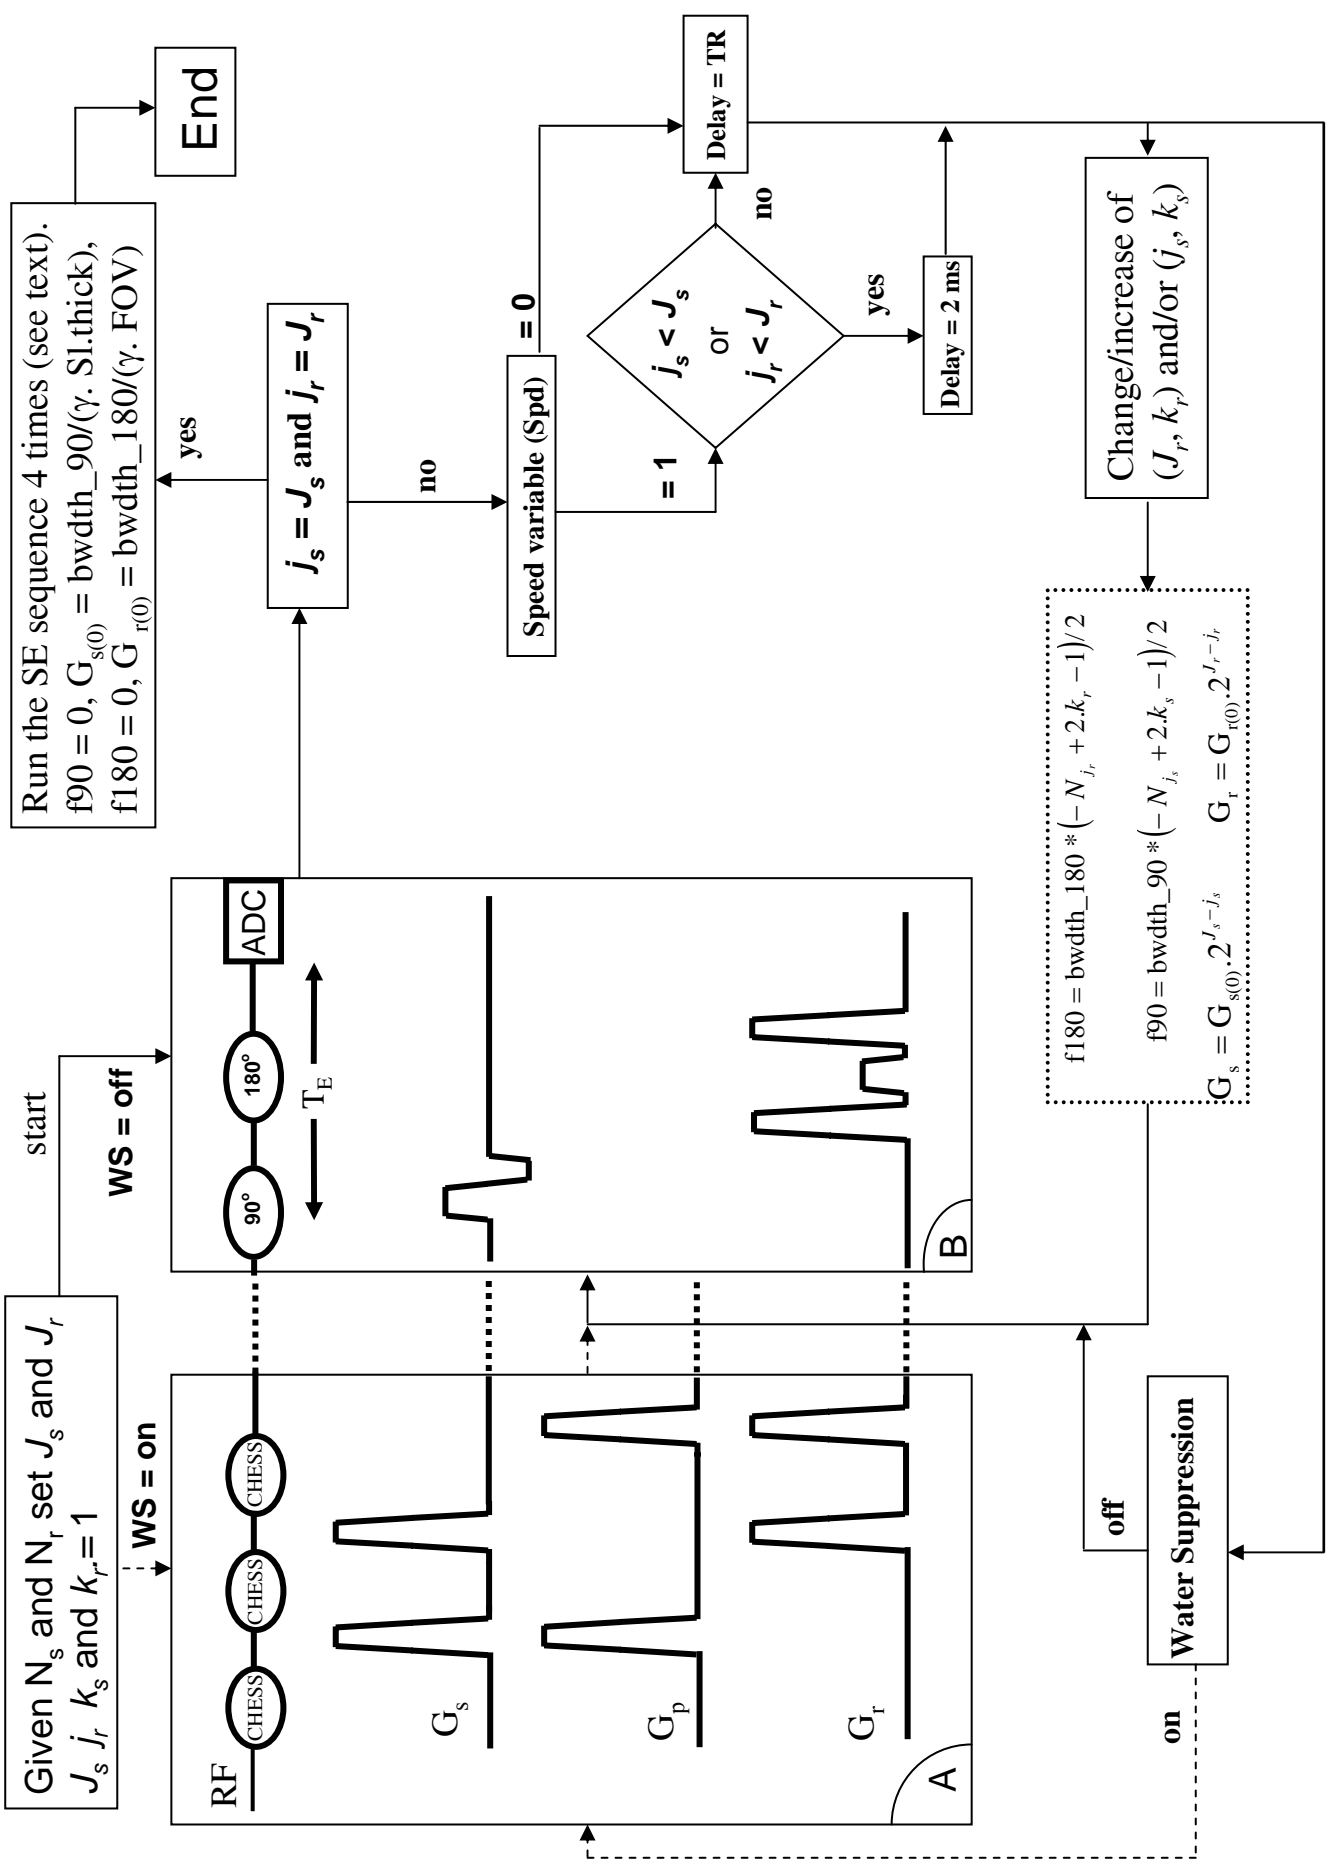 Given N_s and N_r set J_s and J_r
J_s j_r k_s and k_r.=1
start
WS = on
WS = off
RF
CHESS
CHESS
CHESS
90°
180°
ADC
T_E
G_s
G_p
G_r
A
B
Run the SE sequence 4 times (see text).
f90 = 0, G_s(0) = bwdth_90/(γ. Sl.thick),
f180 = 0, G_r(0) = bwdth_180/(γ. FOV)
End
yes
j_s = J_s and j_r = J_r
no
Speed variable (Spd)
= 0
= 1
j_s < J_s
or
j_r < J_r
no
Delay = TR
yes
Delay = 2 ms
Change/increase of
(J_r, k_r) and/or (j_s, k_s)
f180 = bwdth_180 *(− N_{j_r} + 2.k_r −1)/2
f90 = bwdth_90 *(− N_{j_s} + 2.k_s −1)/2
G_s = G_s(0).2^{J_s−j_s} G_r = G_r(0).2^{J_r−j_r}
off
Water Suppression
on